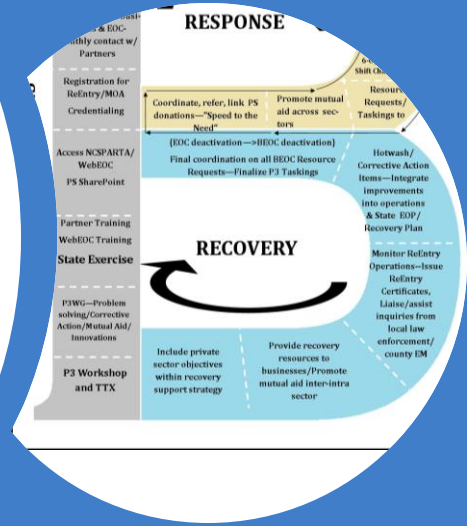 RESPONSE
& EOC-
contact w/
Partners
Registration for
ReEntry/MOA
Credentialing
Access NCSPARTA/
WebEOC
PS SharePoint
Partner Training
WebEOC Training
State Exercise
P3WG—Problem
solving/Corrective
Action/Mutual Aid/
Innovations
P3 Workshop
and TTX
Coordinate, refer, link PS
donations—"Speed to the
Need"
Promote mutual
aid across sec-
tors
Shift
Requests/
Taskings to
(EOC deactivation—>BEOC deactivation)
Final coordination on all BEOC Resource
Requests—Finalize P3 Taskings
Hotwash/
Corrective Action
Items—Integrate
improvements
into operations
& State EOP/
Recovery Plan
RECOVERY
Monitor ReEntry
Operations—Issue
ReEntry
Certificates,
Liaise/assist
inquiries from
local law
enforcement/
county EM
Include private
sector objectives
within recovery
support strategy
Provide recovery
resources to
businesses/Promote
mutual aid inter-intra
sector